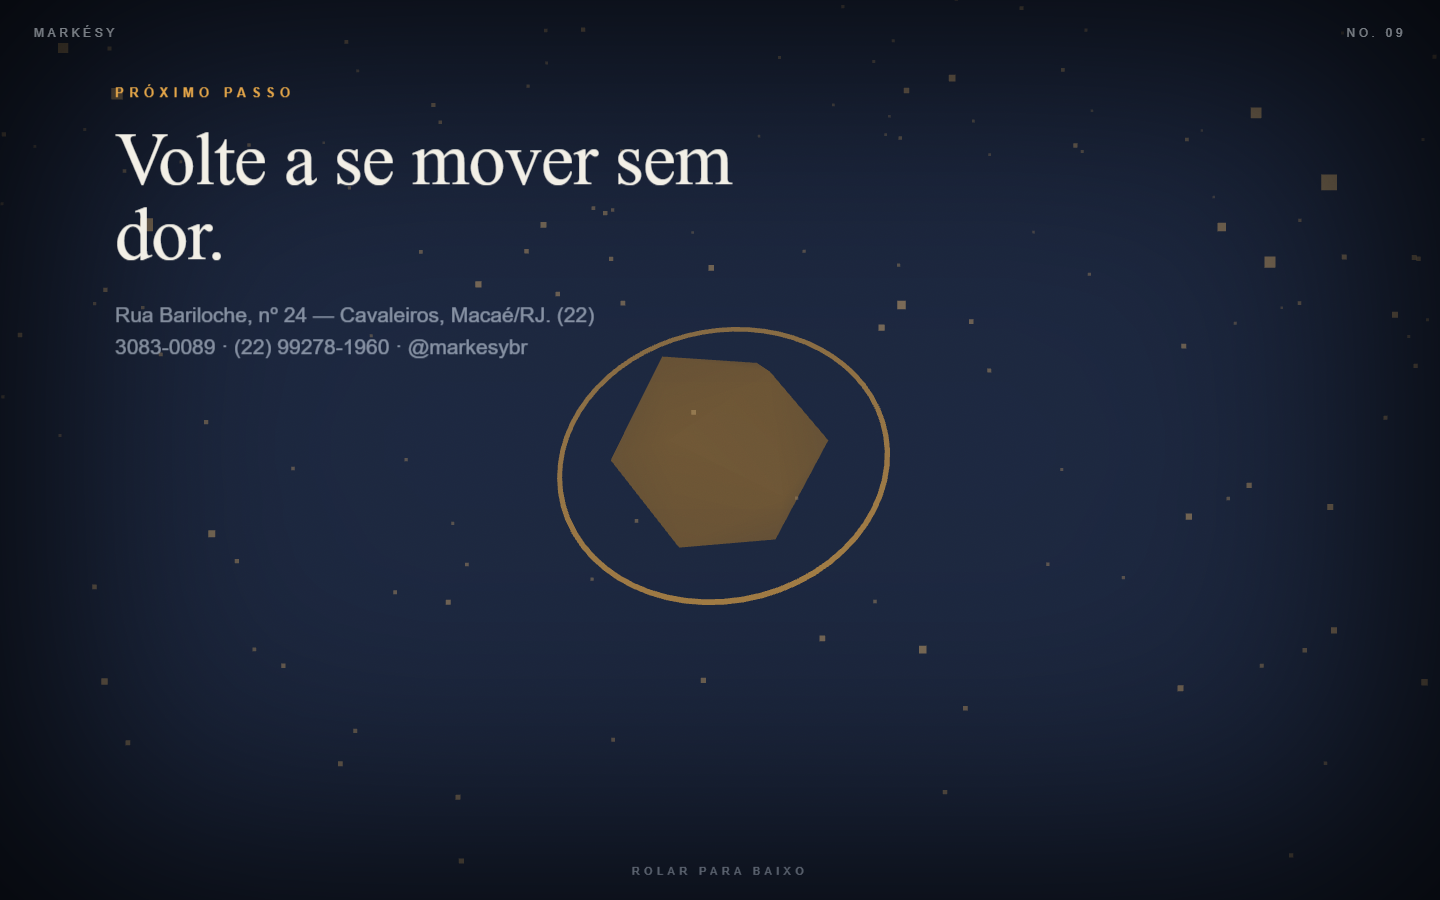 MARKÉSY
NO. 09
PRÓXIMO PASSO
Volte a se mover sem
dor.
Rua Bariloche, nº 24 — Cavaleiros, Macaé/RJ. (22)
3083-0089 · (22) 99278-1960 · @markesybr
ROLAR PARA BAIXO